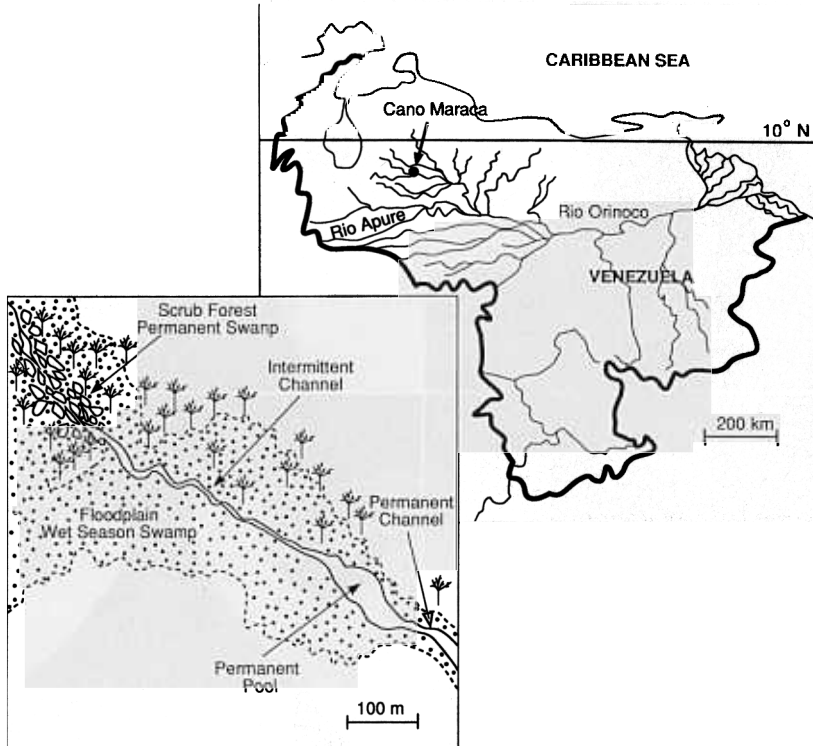 CARIBBEAN SEA
Cano Maraca
10° N
Rio Apure
Rio Orinoco
VENEZUELA
200 km
Scrub Forest
Permanent Swanp
Intermittent
Channel
Permanent
Channel
Floodplain
Wet Season Swamp
Permanent
Pool
100 m